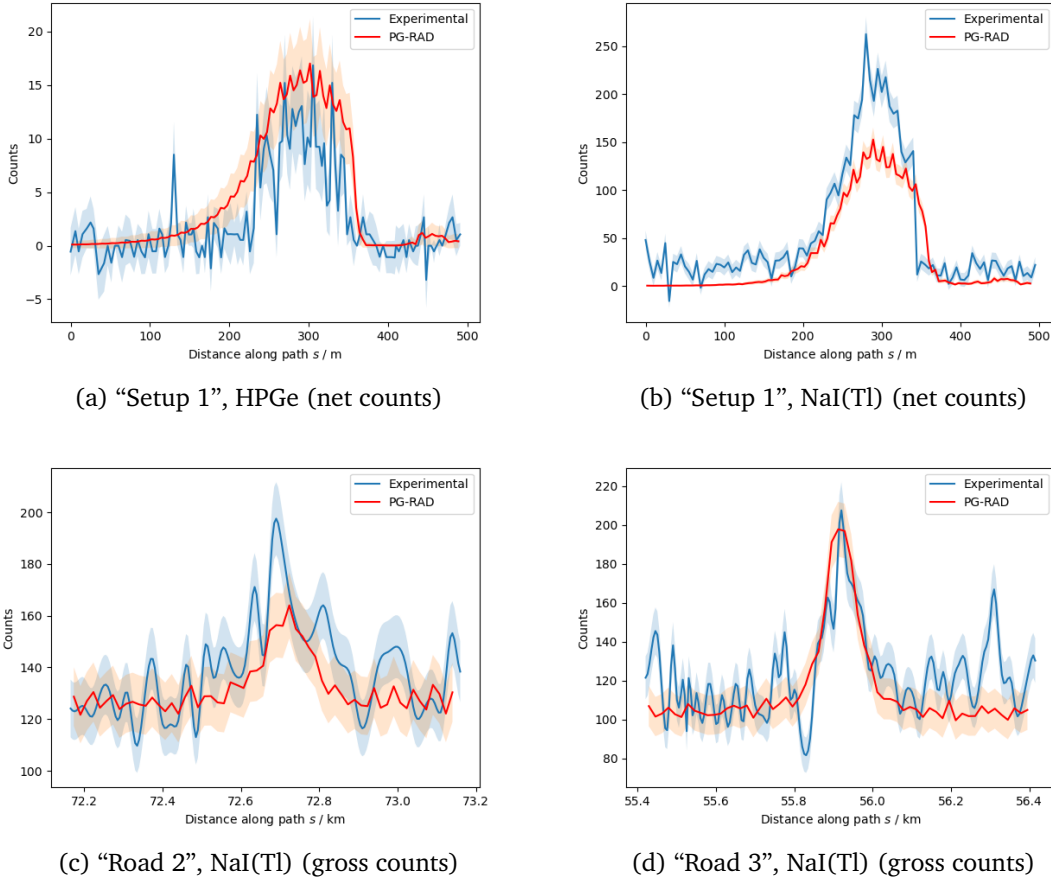 Experimental
PG-RAD
20
15
10
5
0
−5
Counts
0 100 200 300 400 500
Distance along path s / m
(a) “Setup 1”, HPGe (net counts)
Experimental
PG-RAD
250
200
150
100
50
0
Counts
0 100 200 300 400 500
Distance along path s / m
(b) “Setup 1”, NaI(Tl) (net counts)
Experimental
PG-RAD
200
180
160
140
120
100
Counts
72.2 72.4 72.6 72.8 73.0 73.2
Distance along path s / km
(c) “Road 2”, NaI(Tl) (gross counts)
Experimental
PG-RAD
220
200
180
160
140
120
100
80
Counts
55.4 55.6 55.8 56.0 56.2 56.4
Distance along path s / km
(d) “Road 3”, NaI(Tl) (gross counts)